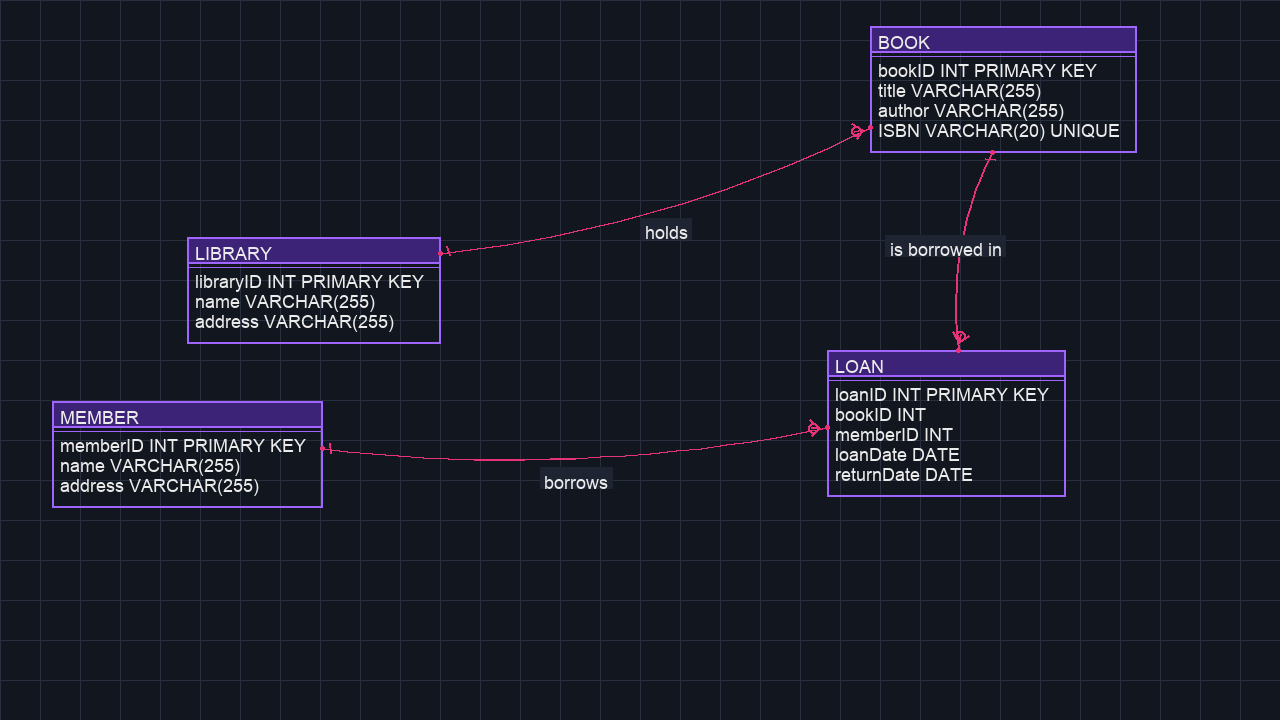 BOOK
bookID INT PRIMARY KEY
title VARCHAR(255)
author VARCHAR(255)
ISBN VARCHAR(20) UNIQUE
holds
is borrowed in
LIBRARY
libraryID INT PRIMARY KEY
name VARCHAR(255)
address VARCHAR(255)
LOAN
loanID INT PRIMARY KEY
bookID INT
memberID INT
loanDate DATE
returnDate DATE
MEMBER
memberID INT PRIMARY KEY
name VARCHAR(255)
address VARCHAR(255)
borrows